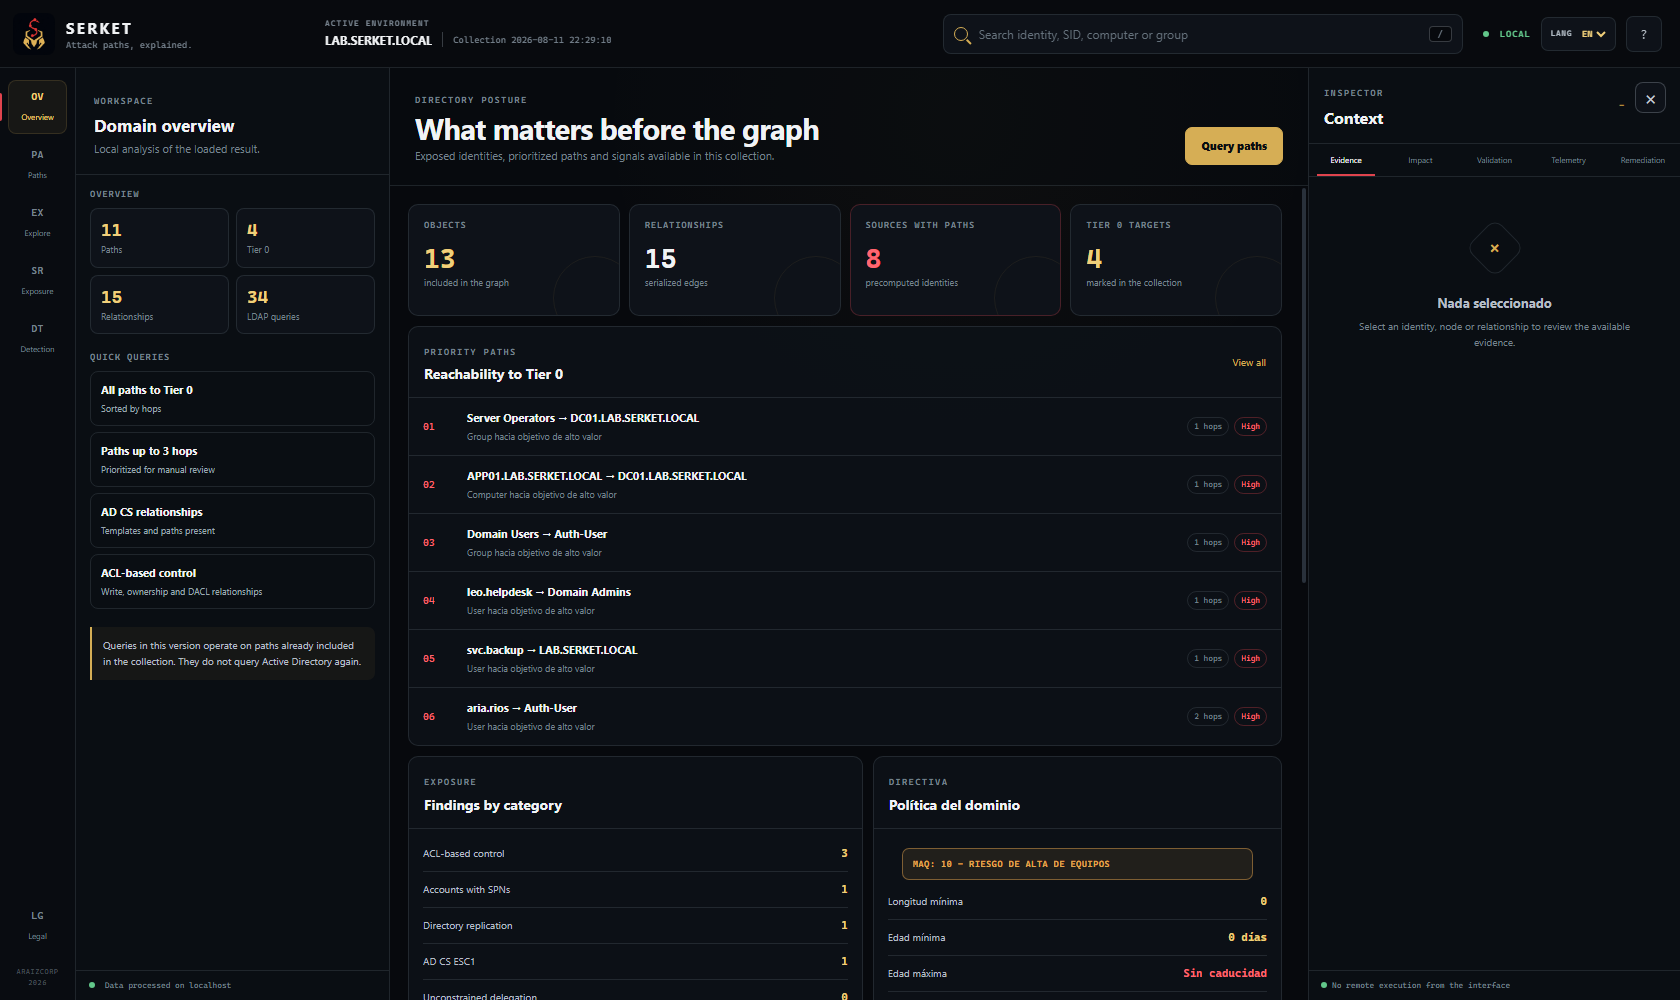 SERKET
Attack paths, explained.
ACTIVE ENVIRONMENT
LAB.SERKET.LOCAL
Collection 2026-08-11 22:29:10
Search identity, SID, computer or group
/
LOCAL
LANG EN
?
OV
Overview
PA
Paths
EX
Explore
SR
Exposure
DT
Detection
LG
Legal
ARAIZCORP
2026
WORKSPACE
Domain overview
Local analysis of the loaded result.
OVERVIEW
11
Paths
4
Tier 0
15
Relationships
34
LDAP queries
QUICK QUERIES
All paths to Tier 0
Sorted by hops
Paths up to 3 hops
Prioritized for manual review
AD CS relationships
Templates and paths present
ACL-based control
Write, ownership and DACL relationships
Queries in this version operate on paths already included
in the collection. They do not query Active Directory again.
Data processed on localhost
DIRECTORY POSTURE
What matters before the graph
Exposed identities, prioritized paths and signals available in this collection.
Query paths
OBJECTS
13
included in the graph
RELATIONSHIPS
15
serialized edges
SOURCES WITH PATHS
8
precomputed identities
TIER 0 TARGETS
4
marked in the collection
PRIORITY PATHS
Reachability to Tier 0
View all
01
Server Operators → DC01.LAB.SERKET.LOCAL
Group hacia objetivo de alto valor
1 hops
High
02
APP01.LAB.SERKET.LOCAL → DC01.LAB.SERKET.LOCAL
Computer hacia objetivo de alto valor
1 hops
High
03
Domain Users → Auth-User
Group hacia objetivo de alto valor
1 hops
High
04
leo.helpdesk → Domain Admins
User hacia objetivo de alto valor
1 hops
High
05
svc.backup → LAB.SERKET.LOCAL
User hacia objetivo de alto valor
1 hops
High
06
aria.rios → Auth-User
User hacia objetivo de alto valor
2 hops
High
EXPOSURE
Findings by category
ACL-based control 3
Accounts with SPNs 1
Directory replication 1
AD CS ESC1 1
Unconstrained delegation 0
DIRECTIVA
Política del dominio
MAQ: 10 – RIESGO DE ALTA DE EQUIPOS
Longitud mínima 0
Edad mínima 0 días
Edad máxima Sin caducidad
INSPECTOR
Context
–
×
Evidence
Impact
Validation
Telemetry
Remediation
×
Nada seleccionado
Select an identity, node or relationship to review the available
evidence.
No remote execution from the interface